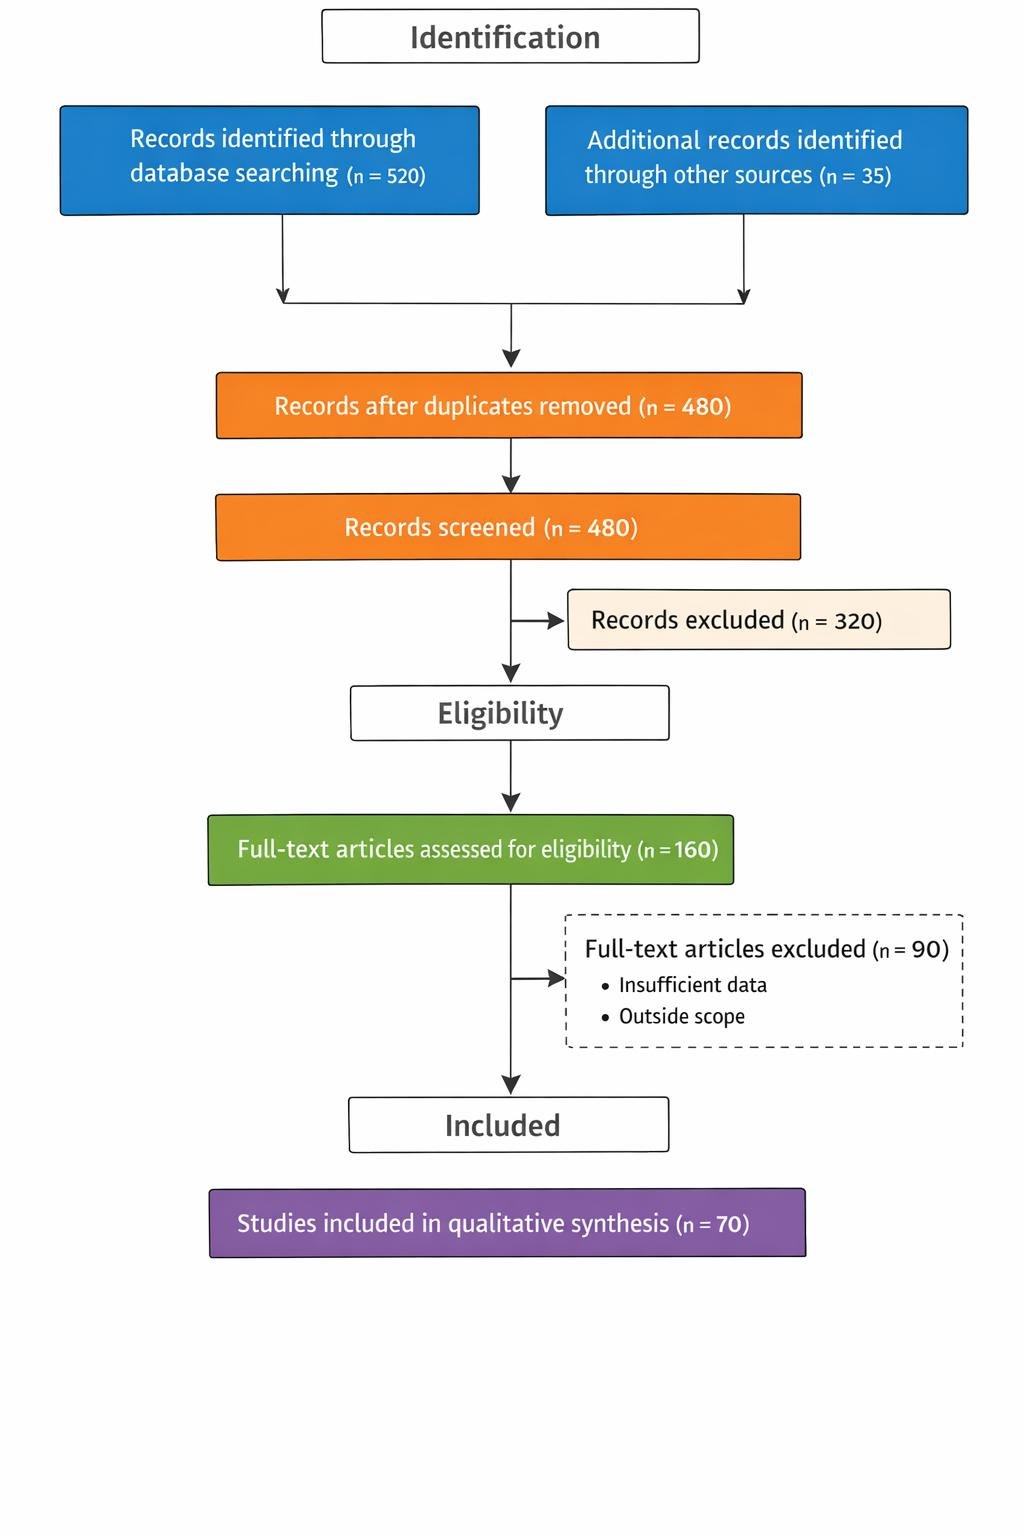 Identification
Records identified through
database searching (n = 520)
Additional records identified
through other sources (n = 35)
Records after duplicates removed (n = 480)
Records screened (n = 480)
Records excluded (n = 320)
Eligibility
Full-text articles assessed for eligibility (n = 160)
Full-text articles excluded (n = 90)
• Insufficient data
• Outside scope
Included
Studies included in qualitative synthesis (n = 70)